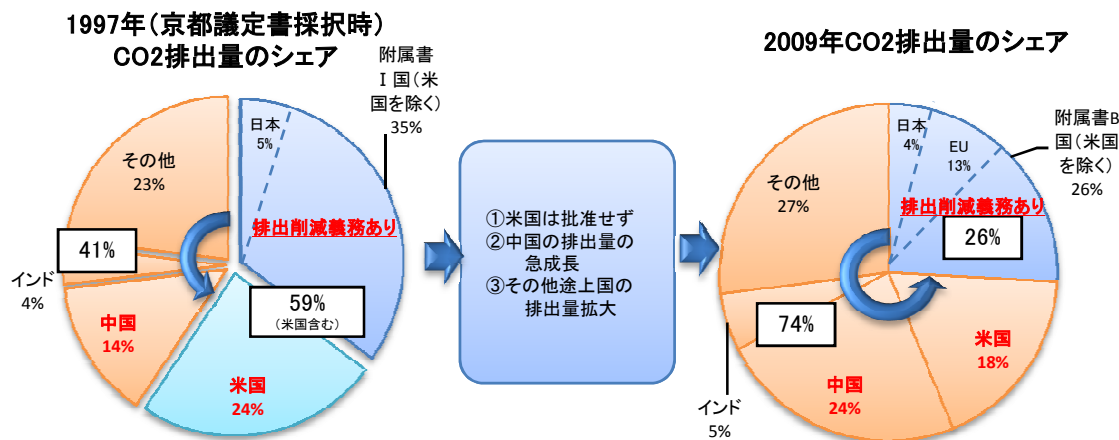 1997年(京都議定書採択時)
CO2排出量のシェア
附属書
Ⅰ国(米
国を除く)
35%
日本
5%
その他
23%
排出削減義務あり
41%
インド
4%
59%
(米国含む)
中国
14%
米国
24%
①米国は批准せず
②中国の排出量の
急成長
③その他途上国の
排出量拡大
2009年CO2排出量のシェア
日本
4%
EU
13%
附属書B
国(米国
を除く)
26%
その他
27%
排出削減義務あり
26%
74%
米国
18%
中国
24%
インド
5%